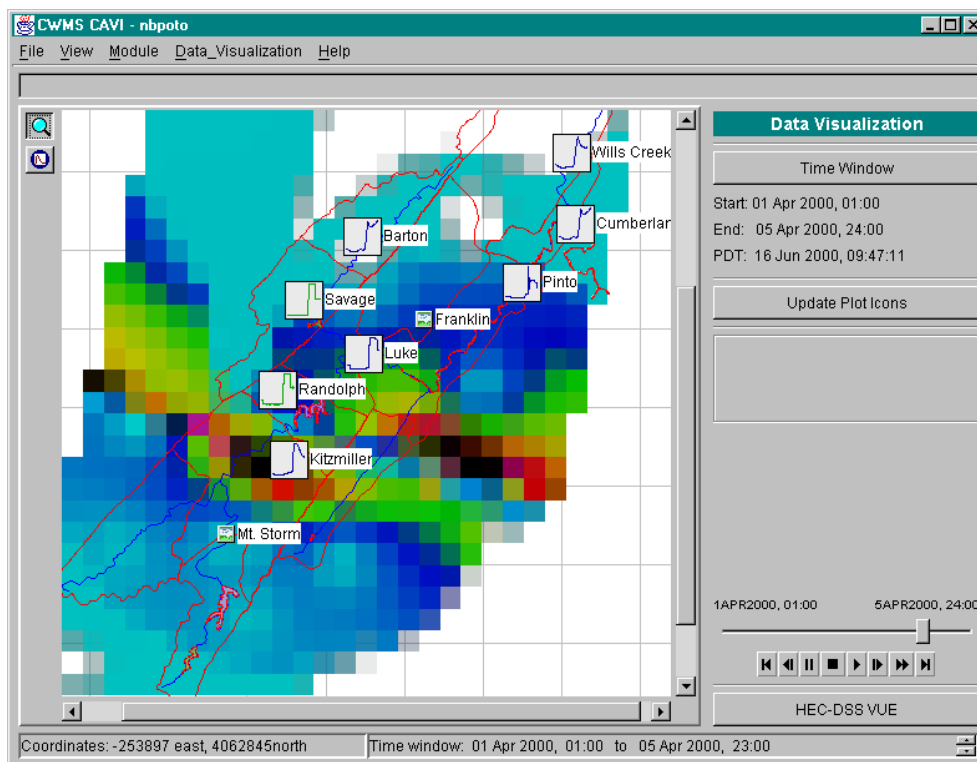 CWMS CAVI - nbpoto
File View Module Data_Visualization Help
Data Visualization
Time Window
Start: 01 Apr 2000, 01:00
End: 05 Apr 2000, 24:00
PDT: 16 Jun 2000, 09:47:11
Update Plot Icons
Wills Creek
Cumberlan
Barton
Pinto
Savage
Franklin
Luke
Randolph
Kitzmiller
Mt. Storm
1APR2000, 01:00 5APR2000, 24:00
HEC-DSS VUE
Coordinates: -253897 east, 4062845north
Time window: 01 Apr 2000, 01:00 to 05 Apr 2000, 23:00